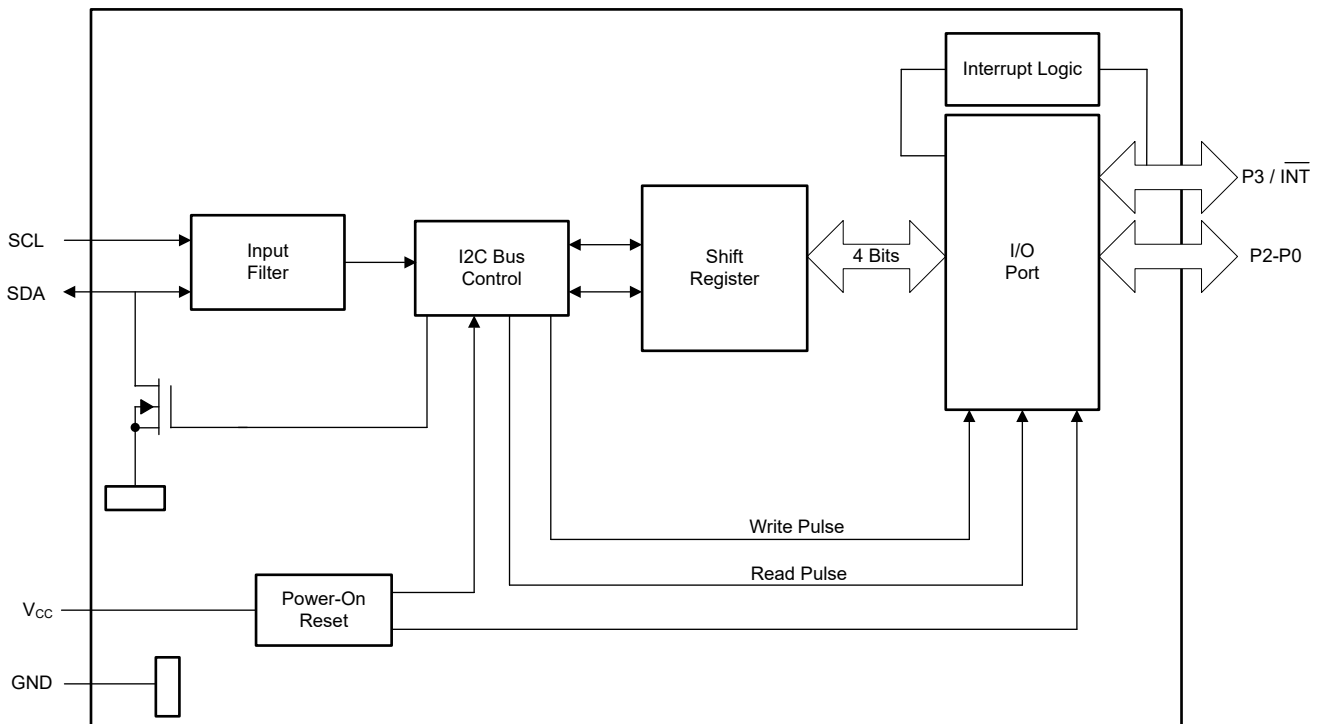 Interrupt Logic
P3 / INT
SCL
Input
Filter
I2C Bus
Control
Shift
Register
4 Bits
I/O
Port
P2-P0
SDA
Write Pulse
Read Pulse
VCC
Power-On
Reset
GND